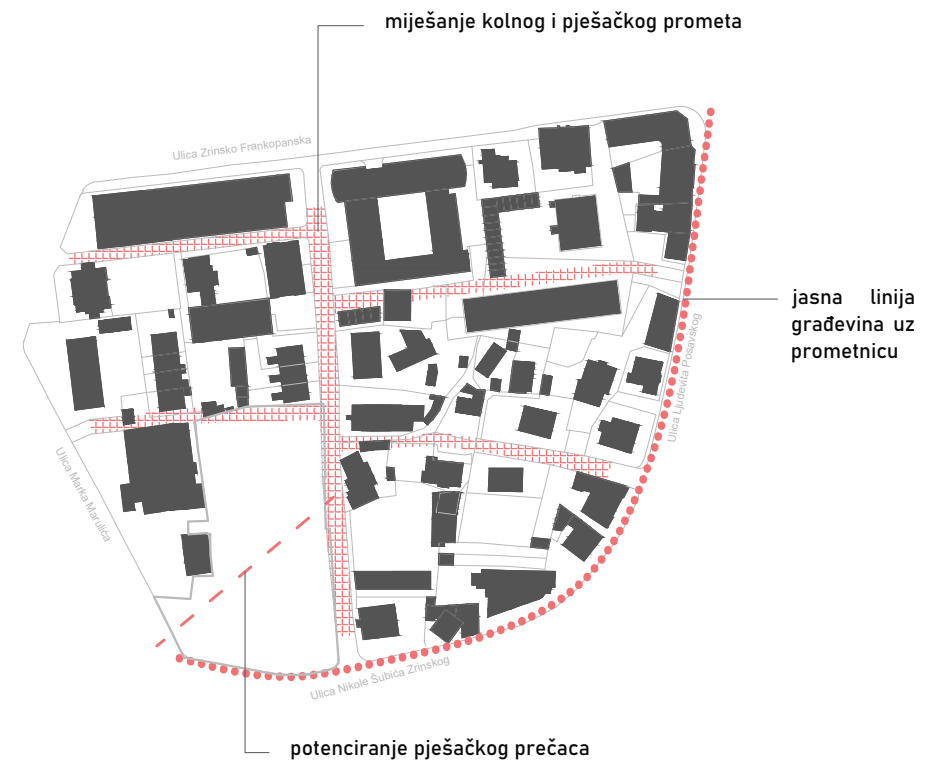 miješanje kolnog i pješačkog prometa
Ulica Zrinsko Frankopanska
jasna linija
građevina uz
prometnicu
Ulica Ljudevita Posavskog
Ulica Marka Marulića
Ulica Nikole Šubića Zrinskog
potenciranje pješačkog prečaca